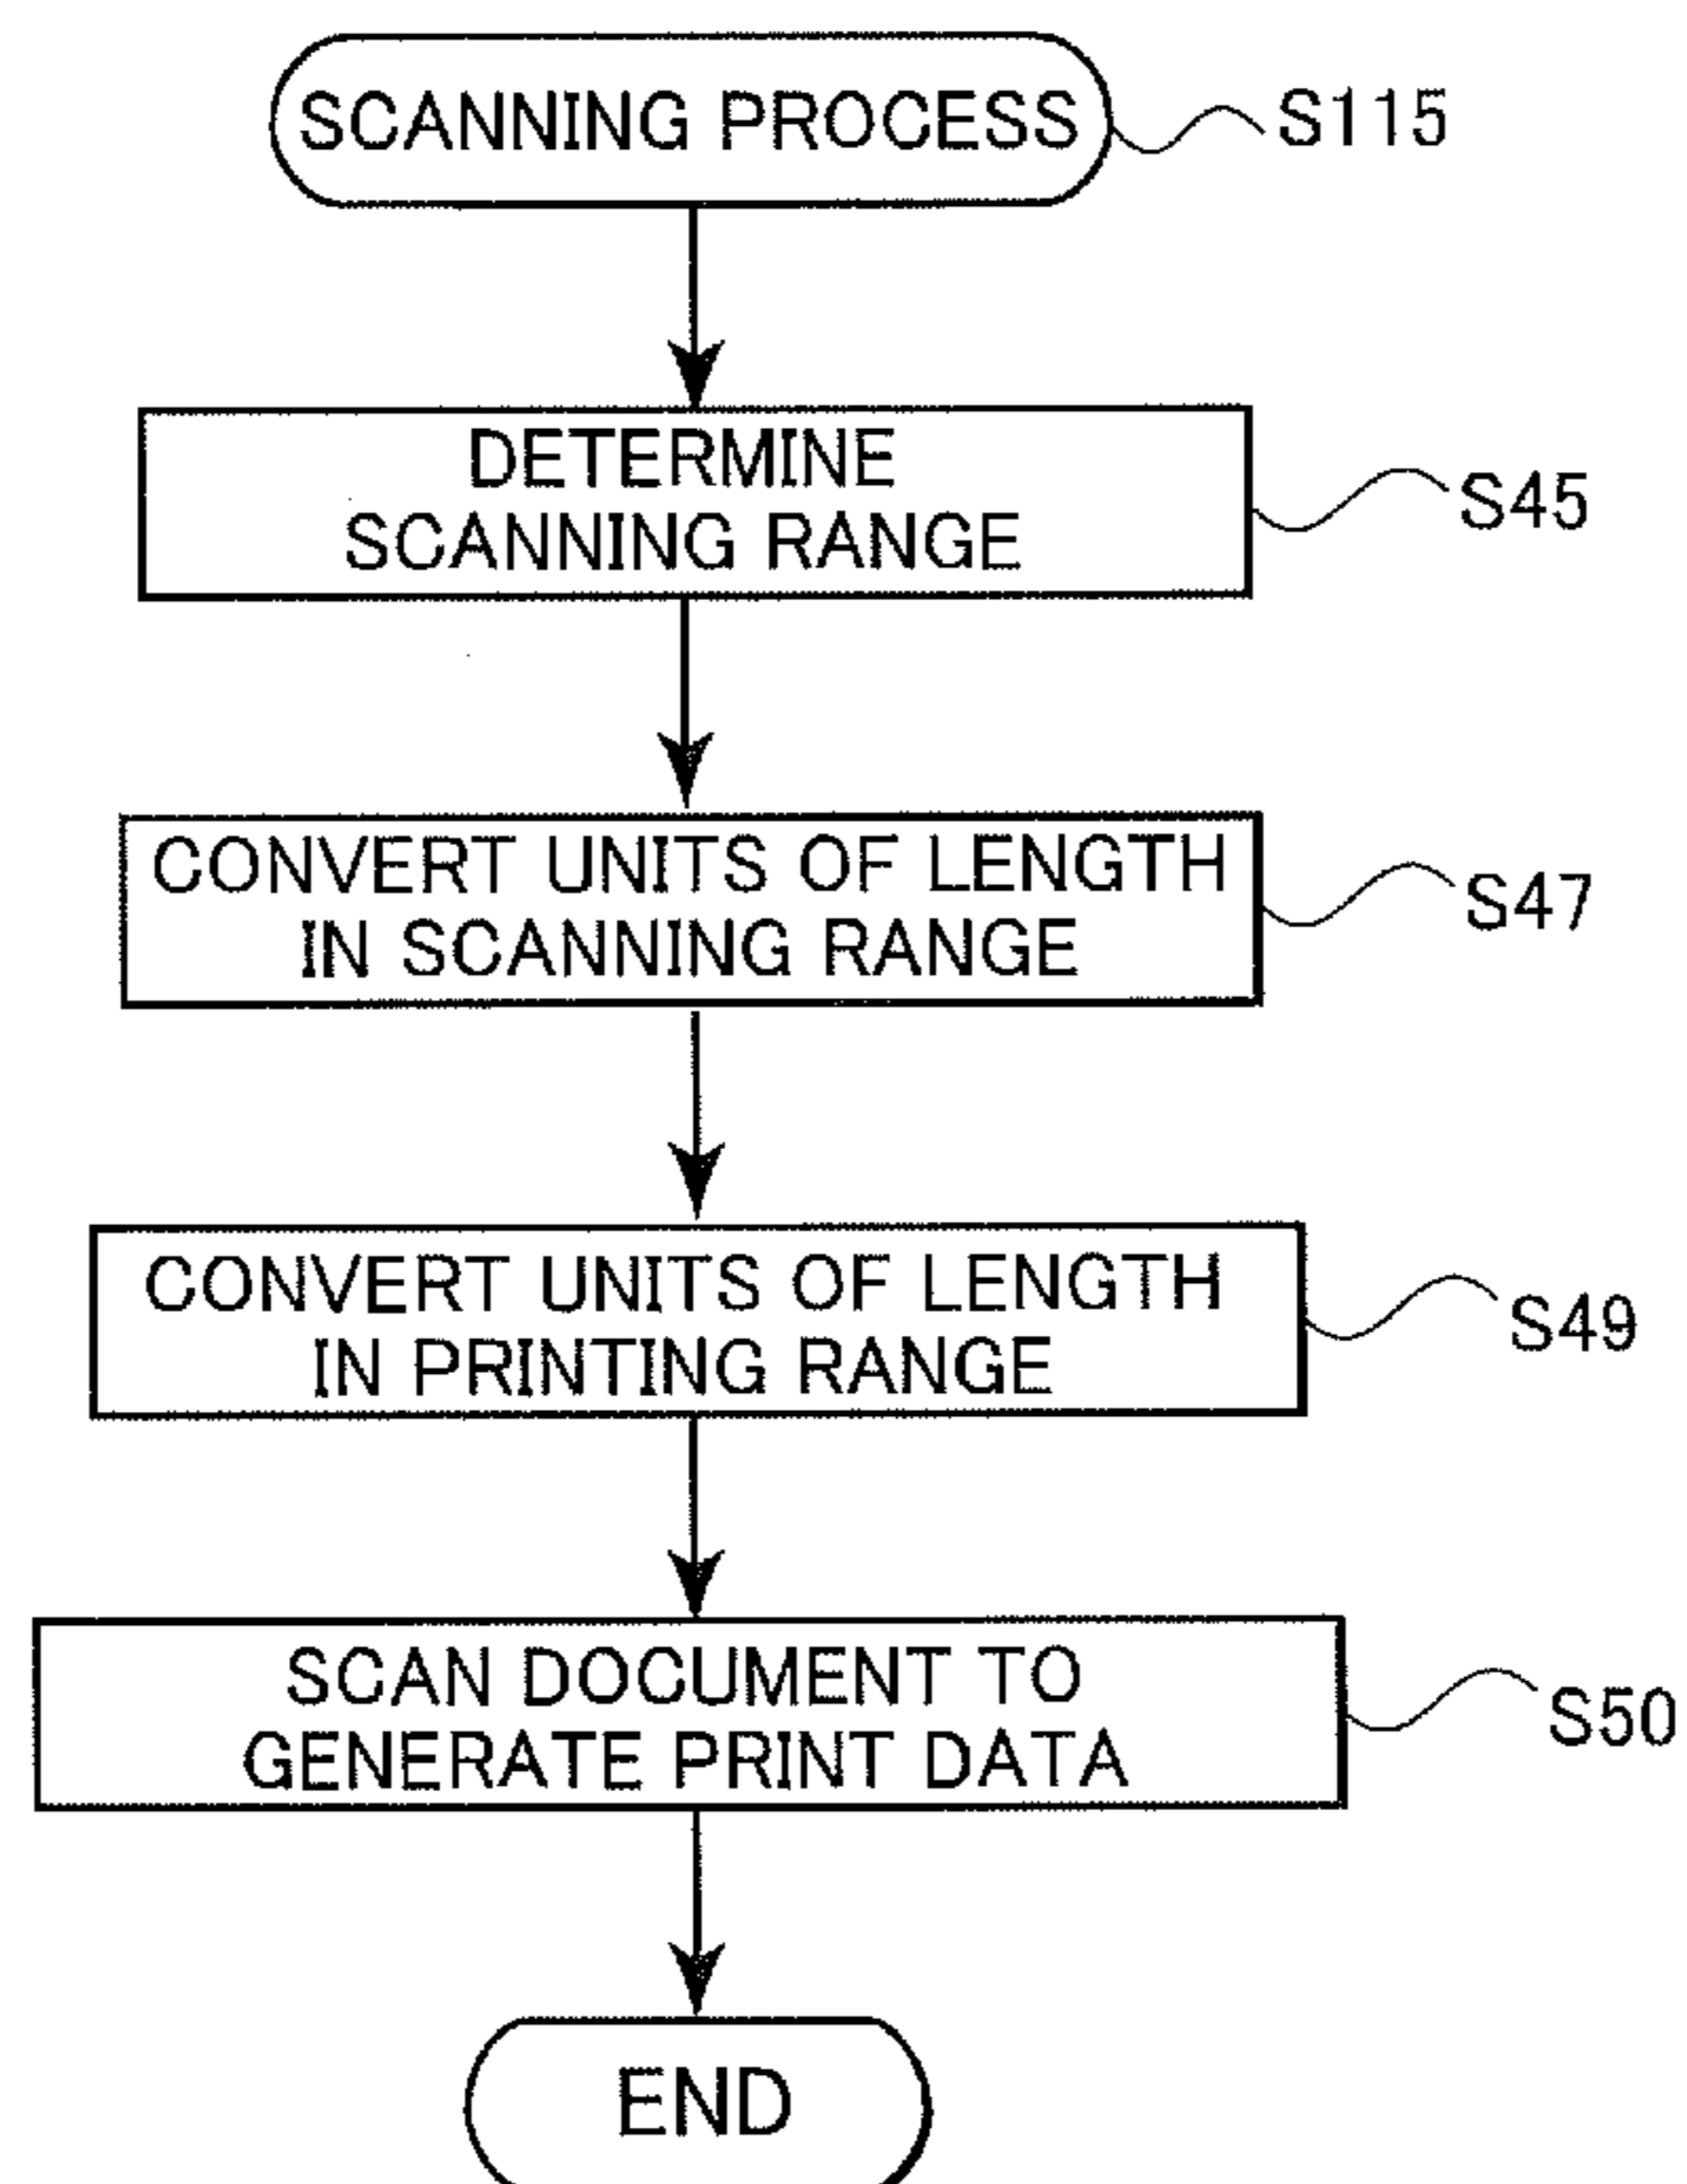 SCANNING PROCESS
S115
DETERMINE
SCANNING RANGE
S45
CONVERT UNITS OF LENGTH
IN SCANNING RANGE
S47
CONVERT UNITS OF LENGTH
IN PRINTING RANGE
S49
SCAN DOCUMENT TO
GENERATE PRINT DATA
S50
END